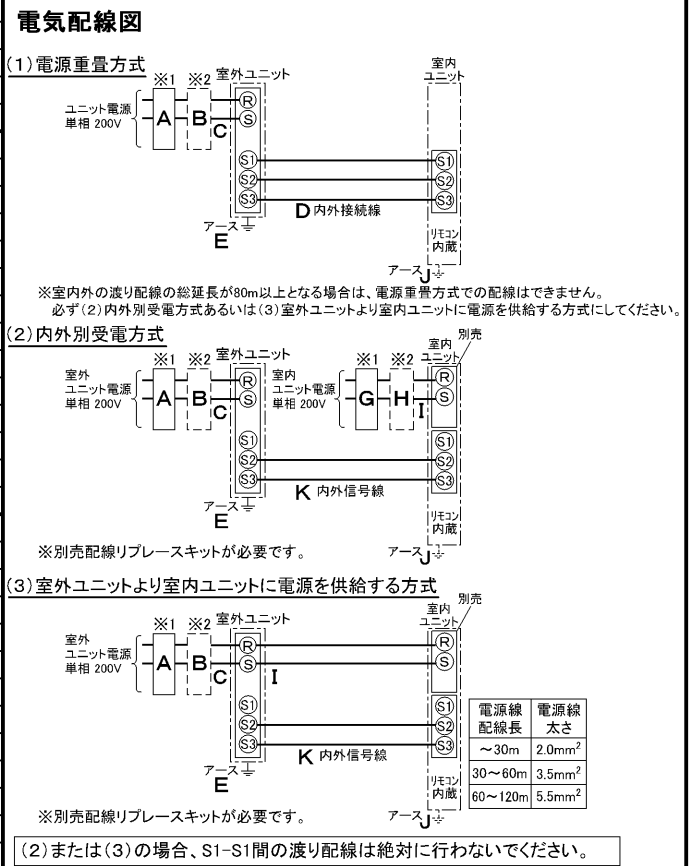 電気配線図
(1)電源重畳方式
※1 ※2 室外ユニット
室内
ユニット
ユニット電源
単相 200V
A B C
R
S
S1
S2
S3
S1
S2
S3
D 内外接続線
アース
E
リモコン
内蔵
アース J
※室内外の渡り配線の総延長が80m以上となる場合は、電源重畳方式での配線はできません。
必ず(2)内外別受電方式あるいは(3)室外ユニットより室内ユニットに電源を供給する方式にしてください。
(2)内外別受電方式
※1 ※2 室外ユニット
※1 ※2
室内
ユニット
別売
室外
ユニット電源
単相 200V
A B C
R
S
室内
ユニット電源
単相 200V
G H I
R
S
S1
S2
S3
S1
S2
S3
K 内外信号線
アース
E
リモコン
内蔵
※別売配線リプレースキットが必要です。
アース J
(3)室外ユニットより室内ユニットに電源を供給する方式
※1 ※2 室外ユニット
室内
ユニット
別売
室外
ユニット電源
単相 200V
A B C
R
S
I
R
S
S1
S2
S3
S1
S2
S3
K 内外信号線
アース
E
リモコン
内蔵
電源線配線長 電源線太さ
～30m 2.0mm²
30～60m 3.5mm²
60～120m 5.5mm²
※別売配線リプレースキットが必要です。
アース J
(2)または(3)の場合、S1-S1間の渡り配線は絶対に行わないでください。